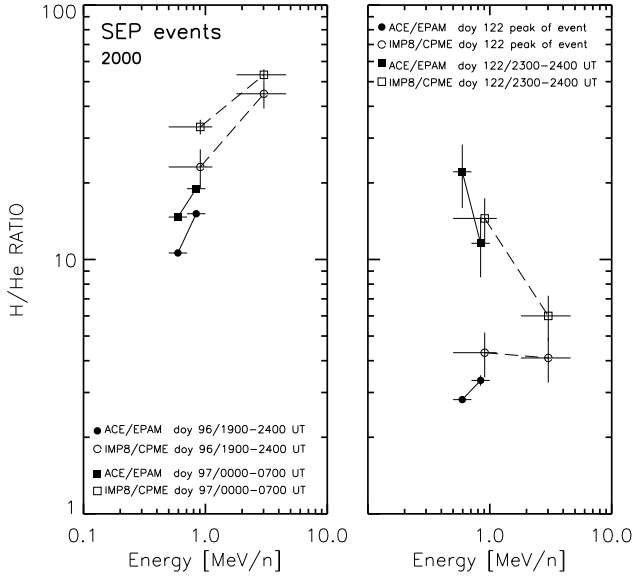 SEP events
2000
100
10
1
H/He RATIO
ACE/EPAM doy 96/1900-2400 UT
IMP8/CPME doy 96/1900-2400 UT
ACE/EPAM doy 97/0000-0700 UT
IMP8/CPME doy 97/0000-0700 UT
0.1 1.0 10.0
Energy [MeV/n]
ACE/EPAM doy 122 peak of event
IMP8/CPME doy 122 peak of event
ACE/EPAM doy 122/2300-2400 UT
IMP8/CPME doy 122/2300-2400 UT
1.0 10.0
Energy [MeV/n]